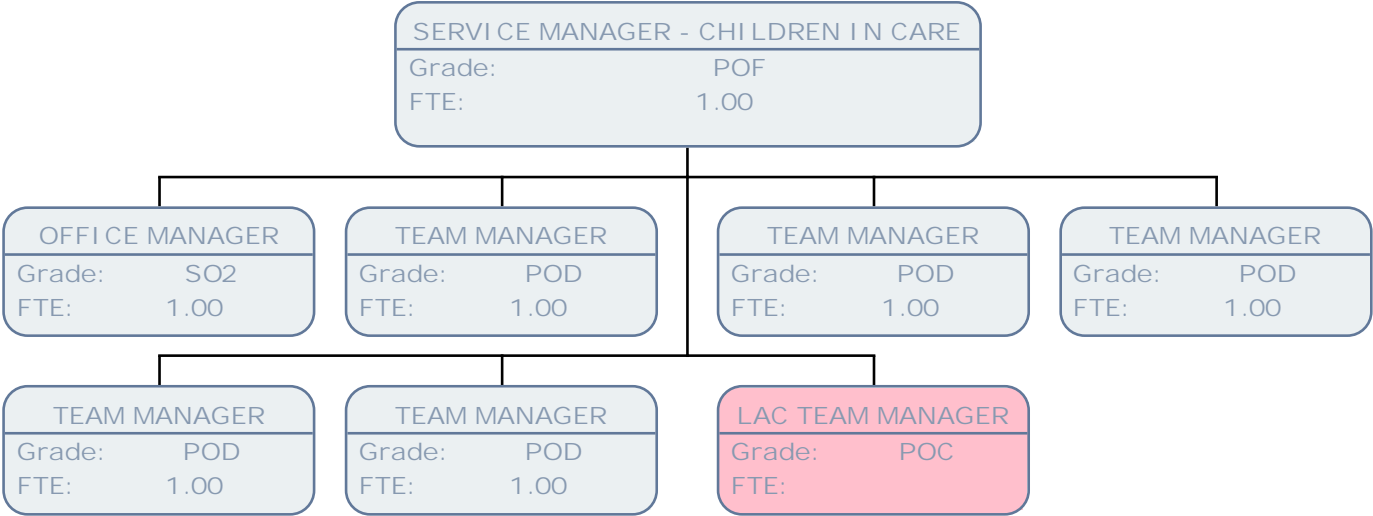 SERVICE MANAGER - CHILDREN IN CARE
Grade: POF
FTE: 1.00
OFFICE MANAGER
Grade: SO2
FTE: 1.00
TEAM MANAGER
Grade: POD
FTE: 1.00
TEAM MANAGER
Grade: POD
FTE: 1.00
TEAM MANAGER
Grade: POD
FTE: 1.00
TEAM MANAGER
Grade: POD
FTE: 1.00
TEAM MANAGER
Grade: POD
FTE: 1.00
LAC TEAM MANAGER
Grade: POC
FTE: